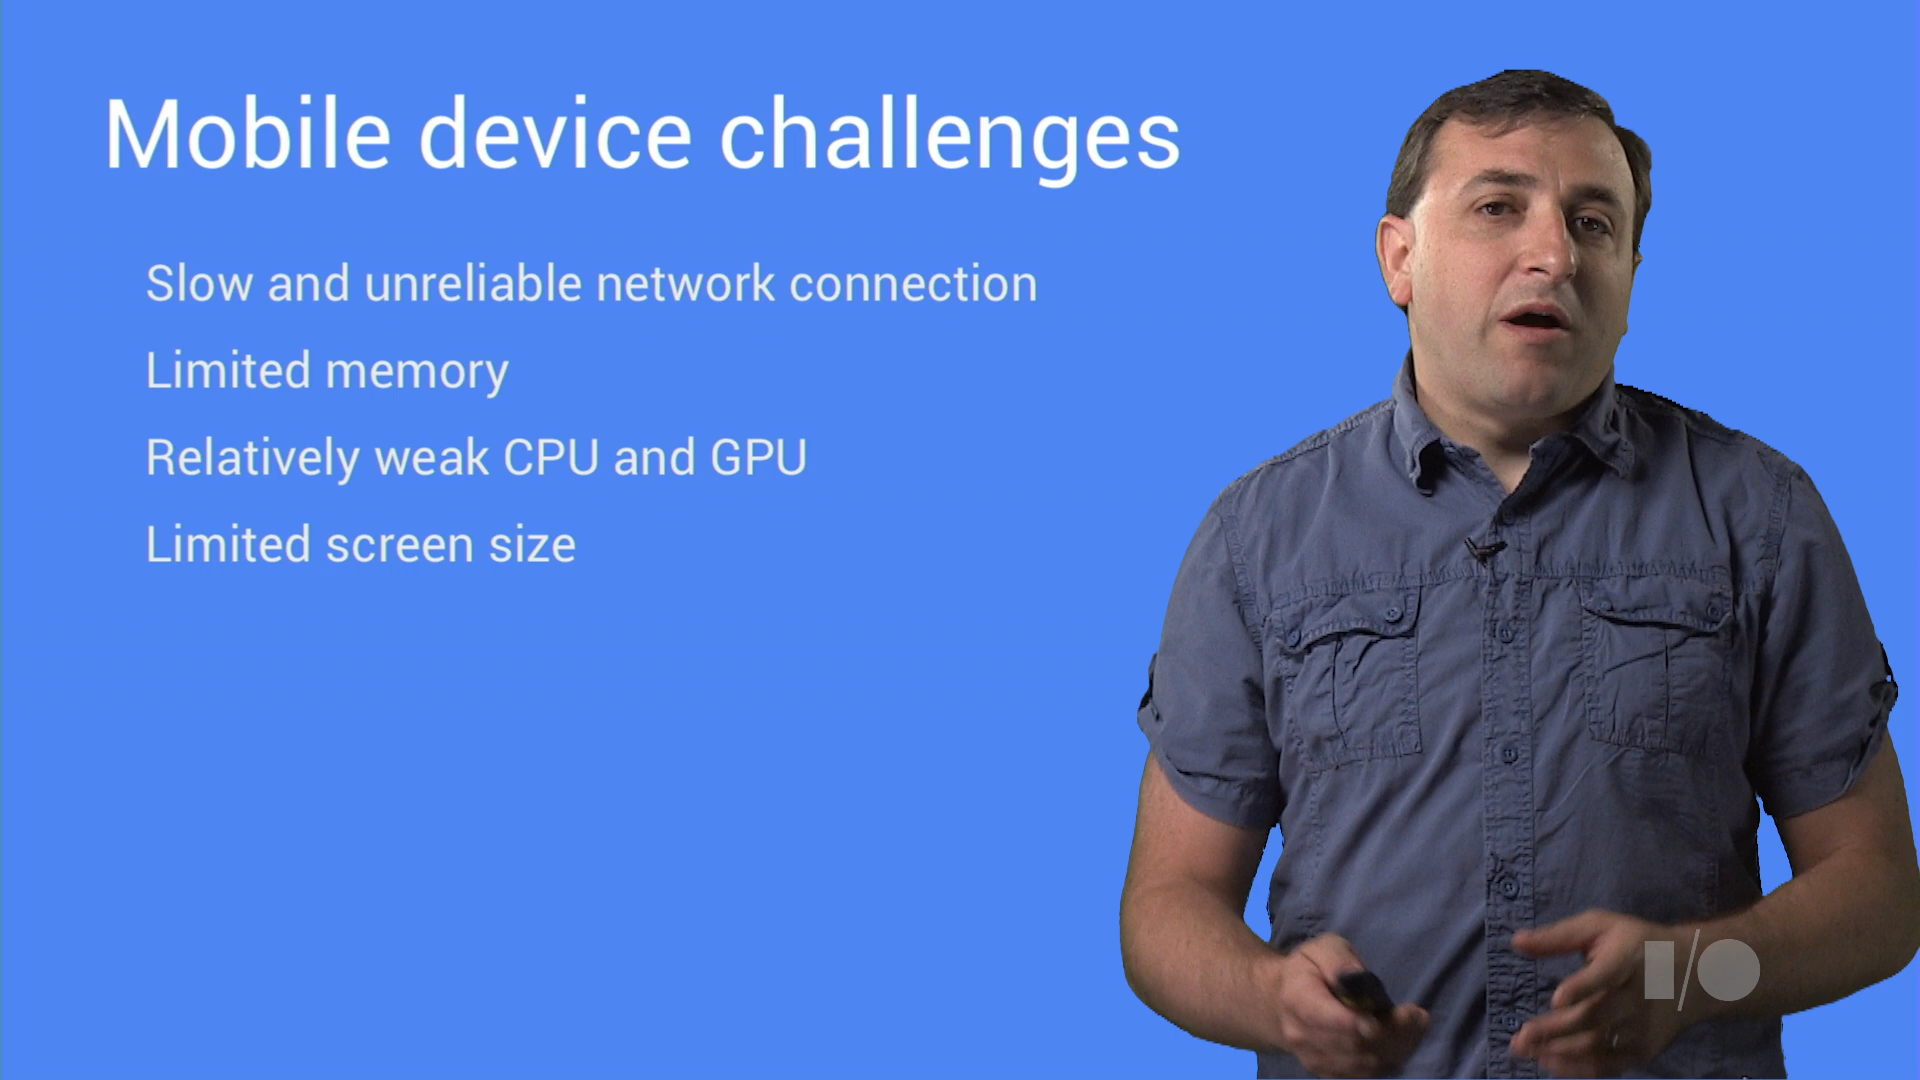 Mobile device challenges
Slow and unreliable network connection
Limited memory
Relatively weak CPU and GPU
Limited screen size
I/O